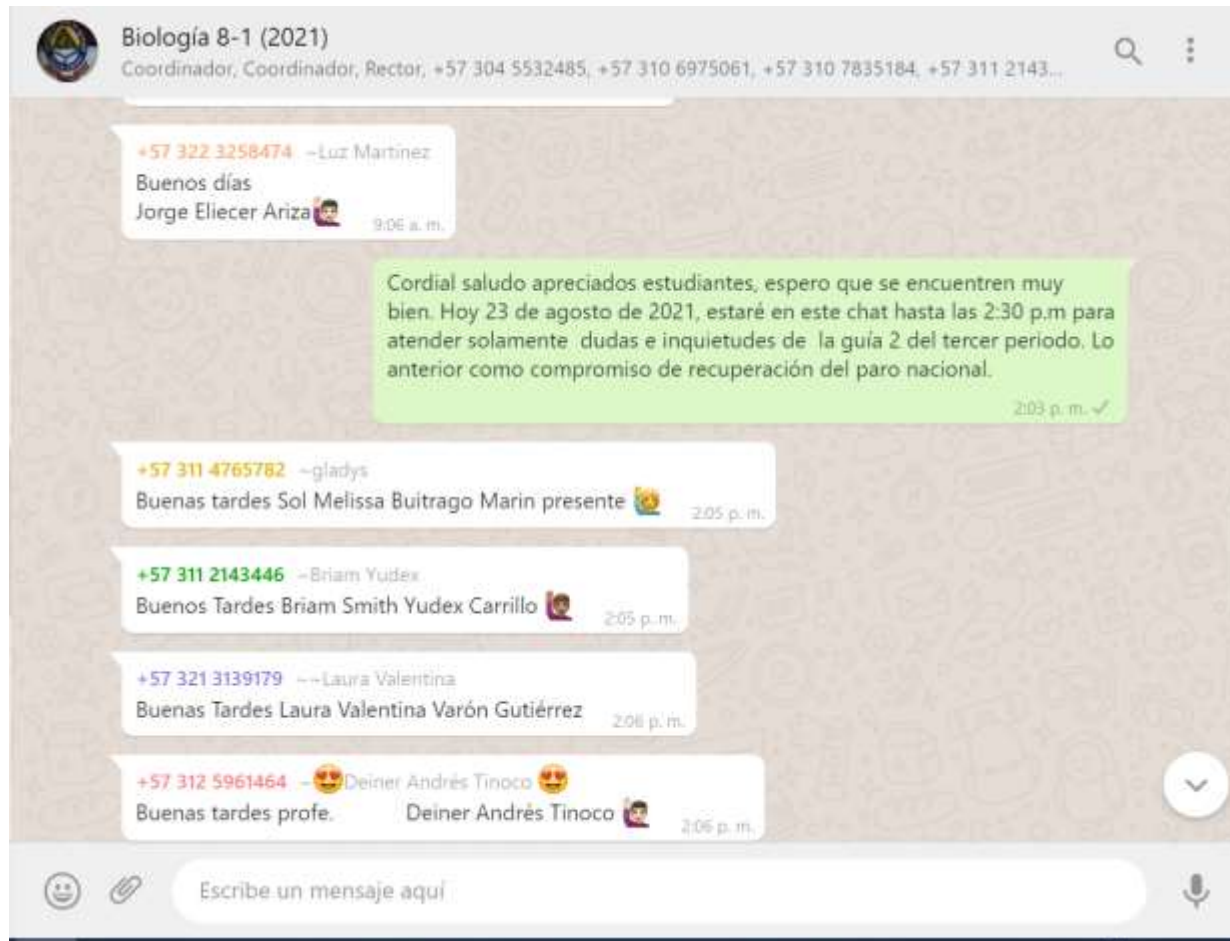 Biología 8-1 (2021)
Coordinador, Coordinador, Rector, +57 304 5532485, +57 310 6975061, +57 310 7835184, +57 311 2143...
+57 322 3258474 ~Luz Martinez
Buenos días
Jorge Eliecer Ariza🙋🏻‍♂️
9:06 a. m.
Cordial saludo apreciados estudiantes, espero que se encuentren muy
bien. Hoy 23 de agosto de 2021, estaré en este chat hasta las 2:30 p.m para
atender solamente dudas e inquietudes de la guía 2 del tercer periodo. Lo
anterior como compromiso de recuperación del paro nacional.
2:03 p. m.
+57 311 4765782 ~gladys
Buenas tardes Sol Melissa Buitrago Marin presente 🙋
2:05 p. m.
+57 311 2143446 ~Briam Yudex
Buenos Tardes Briam Smith Yudex Carrillo 🙋🏽‍♂️
2:05 p. m.
+57 321 3139179 ~~Laura Valentina
Buenas Tardes Laura Valentina Varón Gutiérrez
2:06 p. m.
+57 312 5961464 ~😍Deiner Andrés Tinoco 😍
Buenas tardes profe. Deiner Andrés Tinoco 🙋🏻‍♂️
2:06 p. m.
Escribe un mensaje aquí